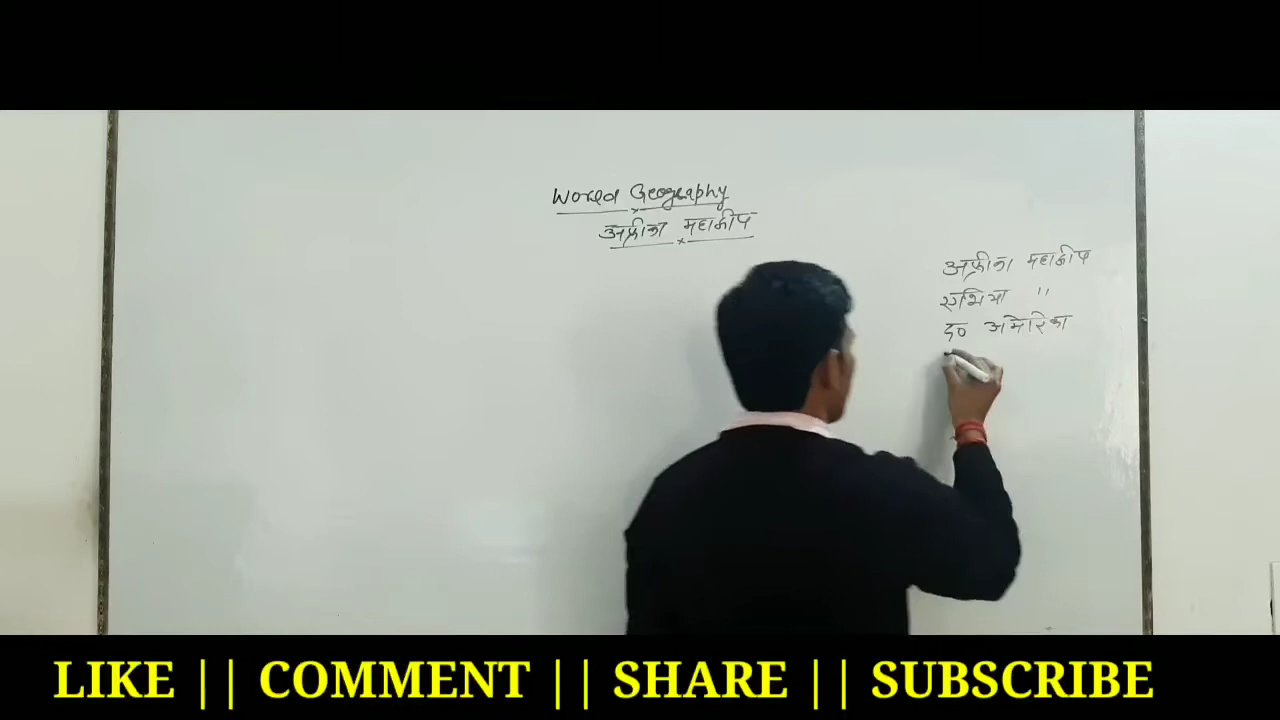 World Geography
अफ्रीका महाद्वीप
अफ्रीका महाद्वीप
एशिया "
द० अमेरिका
LIKE || COMMENT || SHARE || SUBSCRIBE